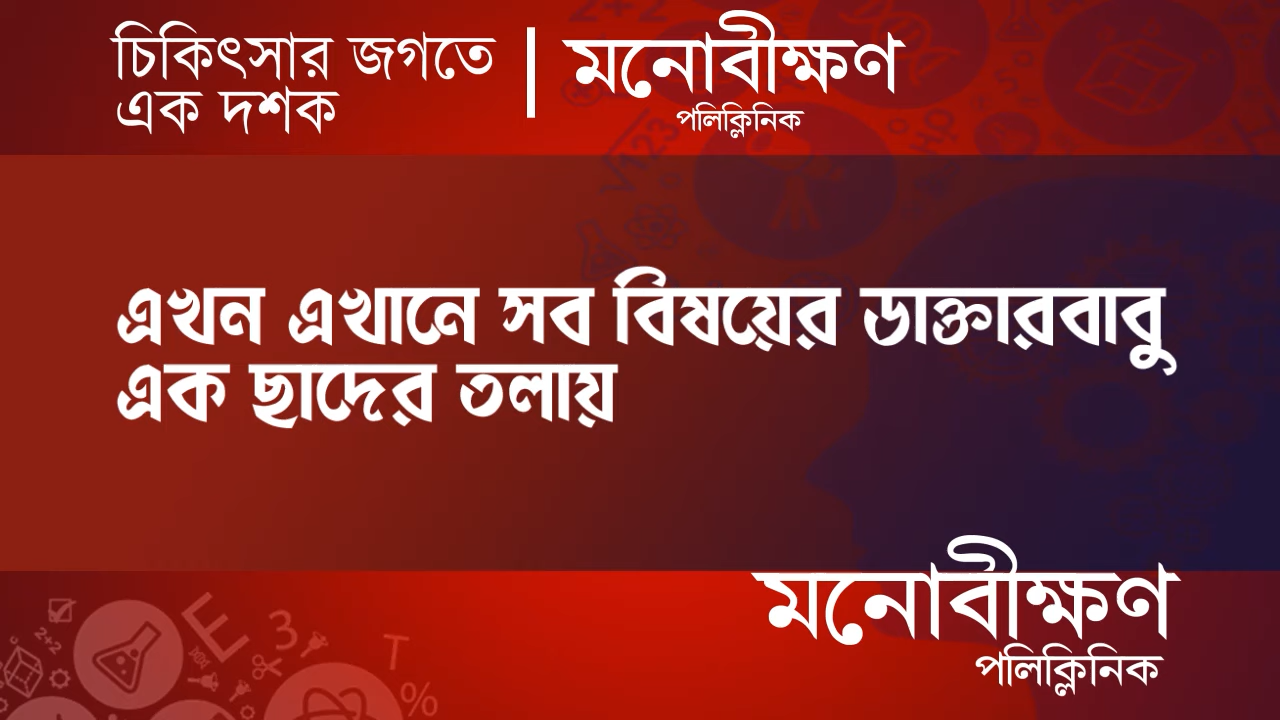 চিকিৎসার জগতে
এক দশক
মনোবীক্ষণ
পলিক্লিনিক
এখন এখানে সব বিষয়ের ডাক্তারবাবু
এক ছাদের তলায়
মনোবীক্ষণ
পলিক্লিনিক